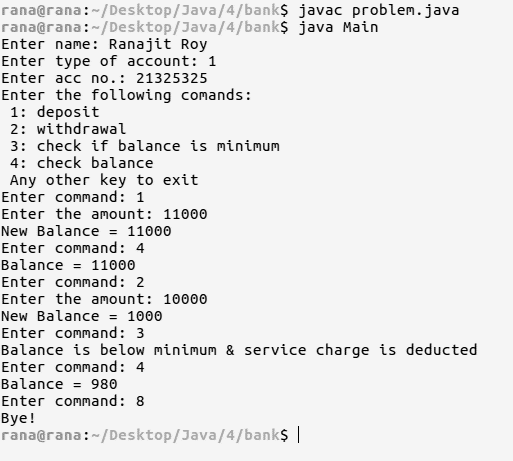 rana@rana:~/Desktop/Java/4/bank$ javac problem.java
rana@rana:~/Desktop/Java/4/bank$ java Main
Enter name: Ranajit Roy
Enter type of account: 1
Enter acc no.: 21325325
Enter the following comands:
 1: deposit
 2: withdrawal
 3: check if balance is minimum
 4: check balance
 Any other key to exit
Enter command: 1
Enter the amount: 11000
New Balance = 11000
Enter command: 4
Balance = 11000
Enter command: 2
Enter the amount: 10000
New Balance = 1000
Enter command: 3
Balance is below minimum & service charge is deducted
Enter command: 4
Balance = 980
Enter command: 8
Bye!
rana@rana:~/Desktop/Java/4/bank$